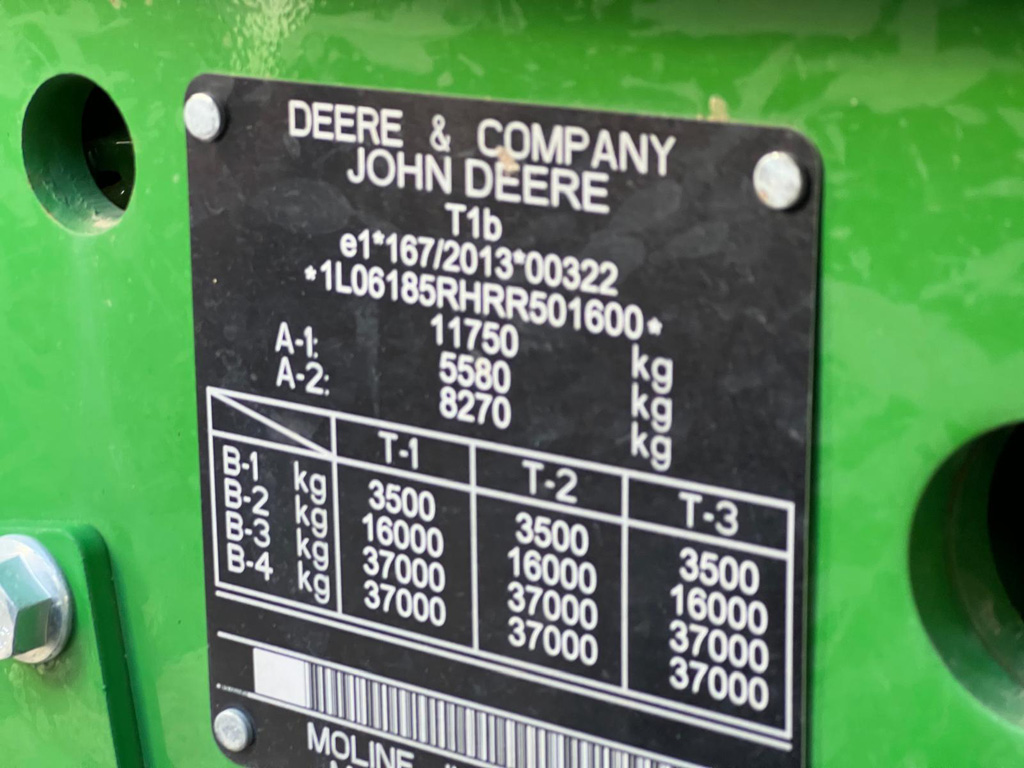 DEERE & COMPANY
JOHN DEERE
T1b
e1*167/2013*00322
*1L06185RHRR501600*
11750 kg
A-1: 5580 kg
A-2: 8270 kg
T-1 T-2 T-3
B-1 kg 3500 3500 3500
B-2 kg 16000 16000 16000
B-3 kg 37000 37000 37000
B-4 kg 37000 37000 37000
MOLINE